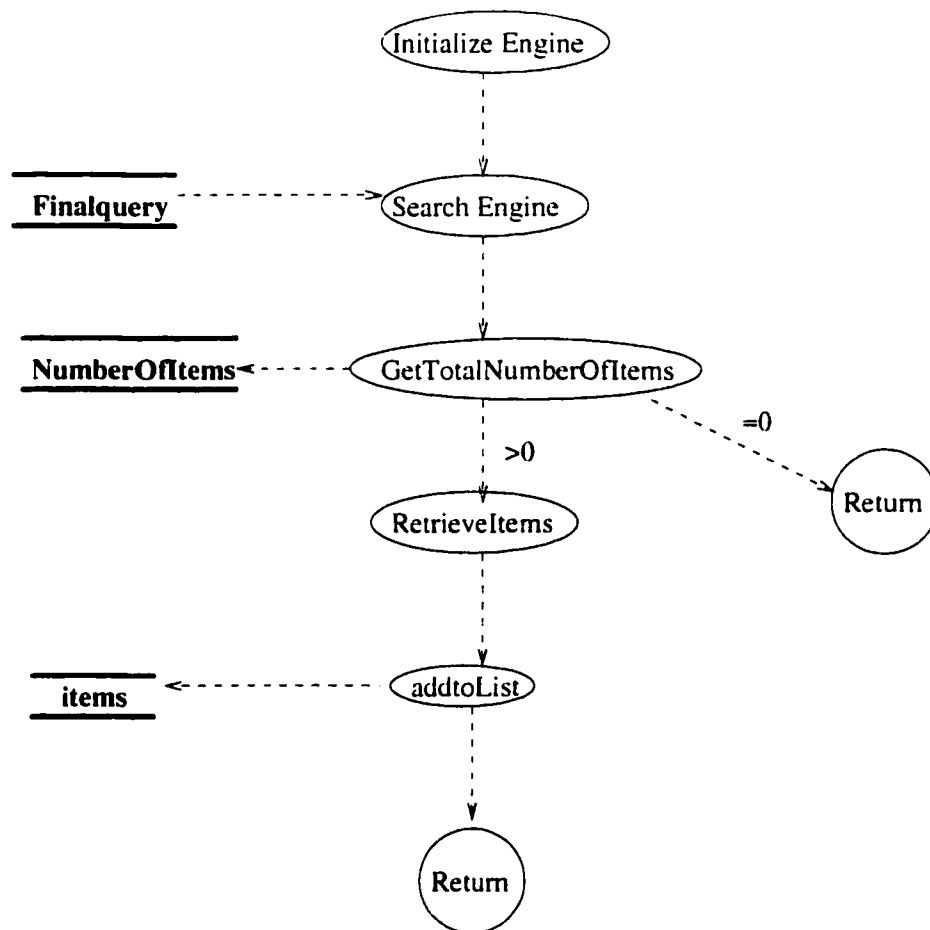 Initialize Engine
Finalquery
Search Engine
NumberOfItems
GetTotalNumberOfItems
=0
>0
Return
RetrieveItems
items
addtoList
Return